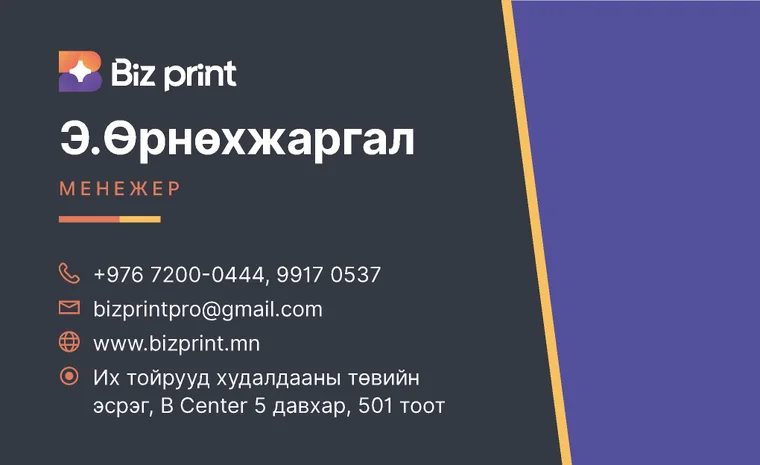 Biz print
Э.Өрнөхжаргал
МЕНЕЖЕР
+976 7200-0444, 9917 0537
bizprintpro@gmail.com
www.bizprint.mn
Их тойрууд худалдааны төвийн
эсрэг, B Center 5 давхар, 501 тоот